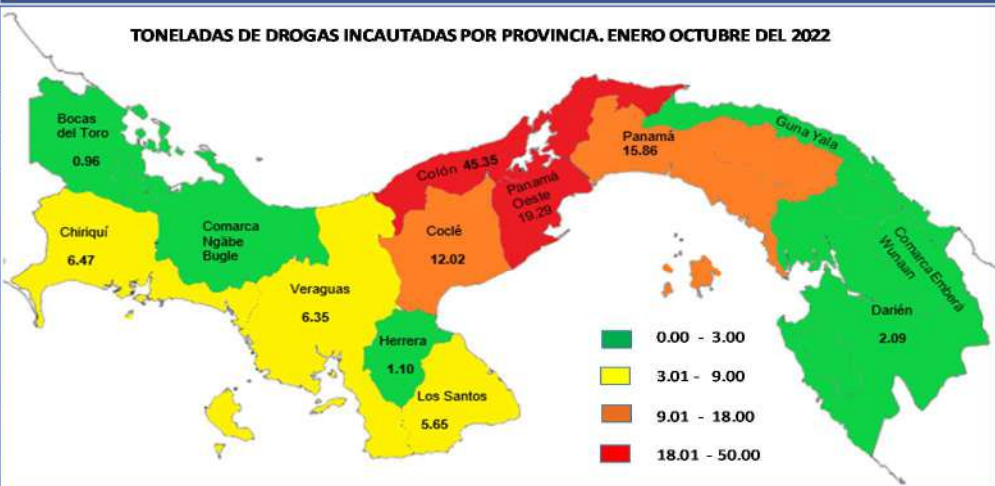 TONELADAS DE DROGAS INCAUTADAS POR PROVINCIA. ENERO OCTUBRE DEL 2022
Bocas
del Toro
0.96
Chiriquí
6.47
Comarca
Ngäbe
Bugle
Veraguas
6.35
Herrera
1.10
Los Santos
5.65
Coclé
12.02
Colón 45.35
Panamá
Oeste
19.29
Panamá
15.86
Guna Yala
Comarca Emberá
Wunaan
Darién
2.09
0.00 - 3.00
3.01 - 9.00
9.01 - 18.00
18.01 - 50.00